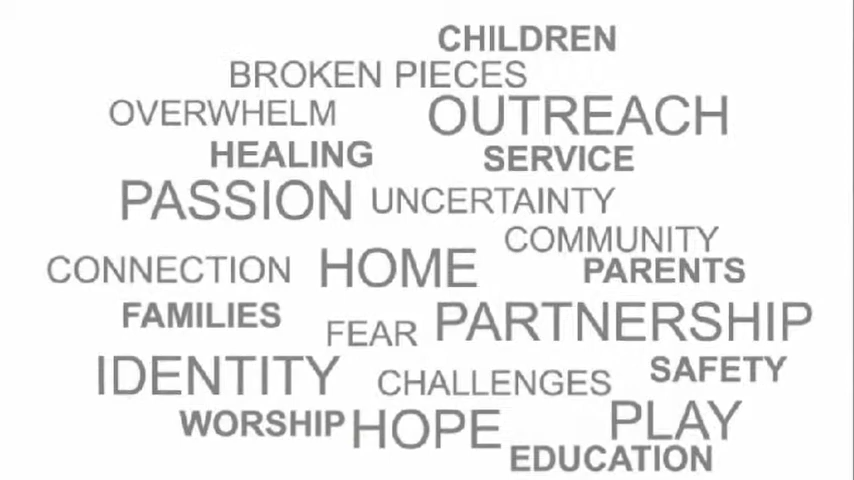 CHILDREN
BROKEN PIECES
OVERWHELM OUTREACH
HEALING SERVICE
PASSION UNCERTAINTY
COMMUNITY
CONNECTION HOME PARENTS
FAMILIES FEAR PARTNERSHIP
IDENTITY CHALLENGES SAFETY
WORSHIP HOPE PLAY
EDUCATION